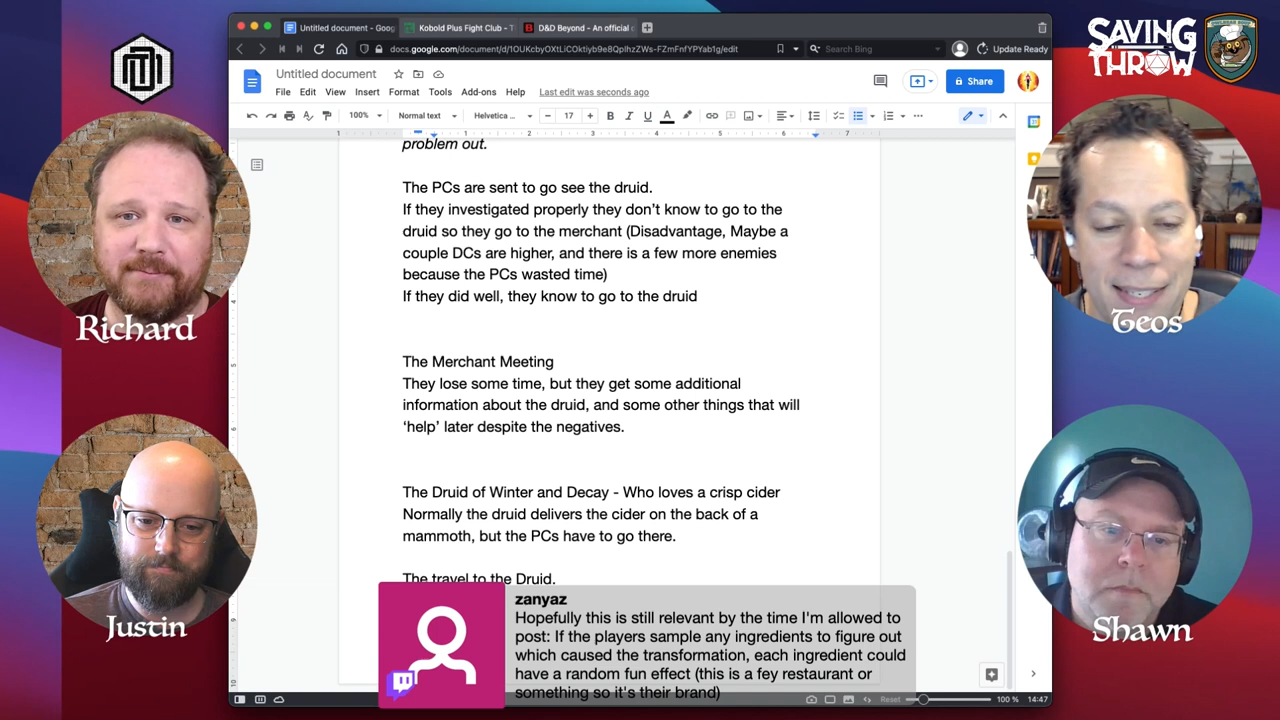 Untitled document - Goo
Kobold Plus Fight Club - T
D&D Beyond - An official
docs.google.com/document/d/1OUKcbyOXtLiCOktiyb9e8QpIhzZWs-FZmFnfYPYab1g/edit
Search Bing
Update Ready
SAVING THROW
Untitled document
File Edit View Insert Format Tools Add-ons Help Last edit was seconds ago
Share
100% Normal text Helvetica ... 17
1 1 2 3 4 5 6 7
problem out.
The PCs are sent to go see the druid.
If they investigated properly they don’t know to go to the
druid so they go to the merchant (Disadvantage, Maybe a
couple DCs are higher, and there is a few more enemies
because the PCs wasted time)
If they did well, they know to go to the druid
Richard
Teos
The Merchant Meeting
They lose some time, but they get some additional
information about the druid, and some other things that will
‘help’ later despite the negatives.
The Druid of Winter and Decay - Who loves a crisp cider
Normally the druid delivers the cider on the back of a
mammoth, but the PCs have to go there.
The travel to the Druid.
zanyaz
Hopefully this is still relevant by the time I'm allowed to
post: If the players sample any ingredients to figure out
which caused the transformation, each ingredient could
have a random fun effect (this is a fey restaurant or
something so it's their brand)
Justin
Shawn
100 % 14:47